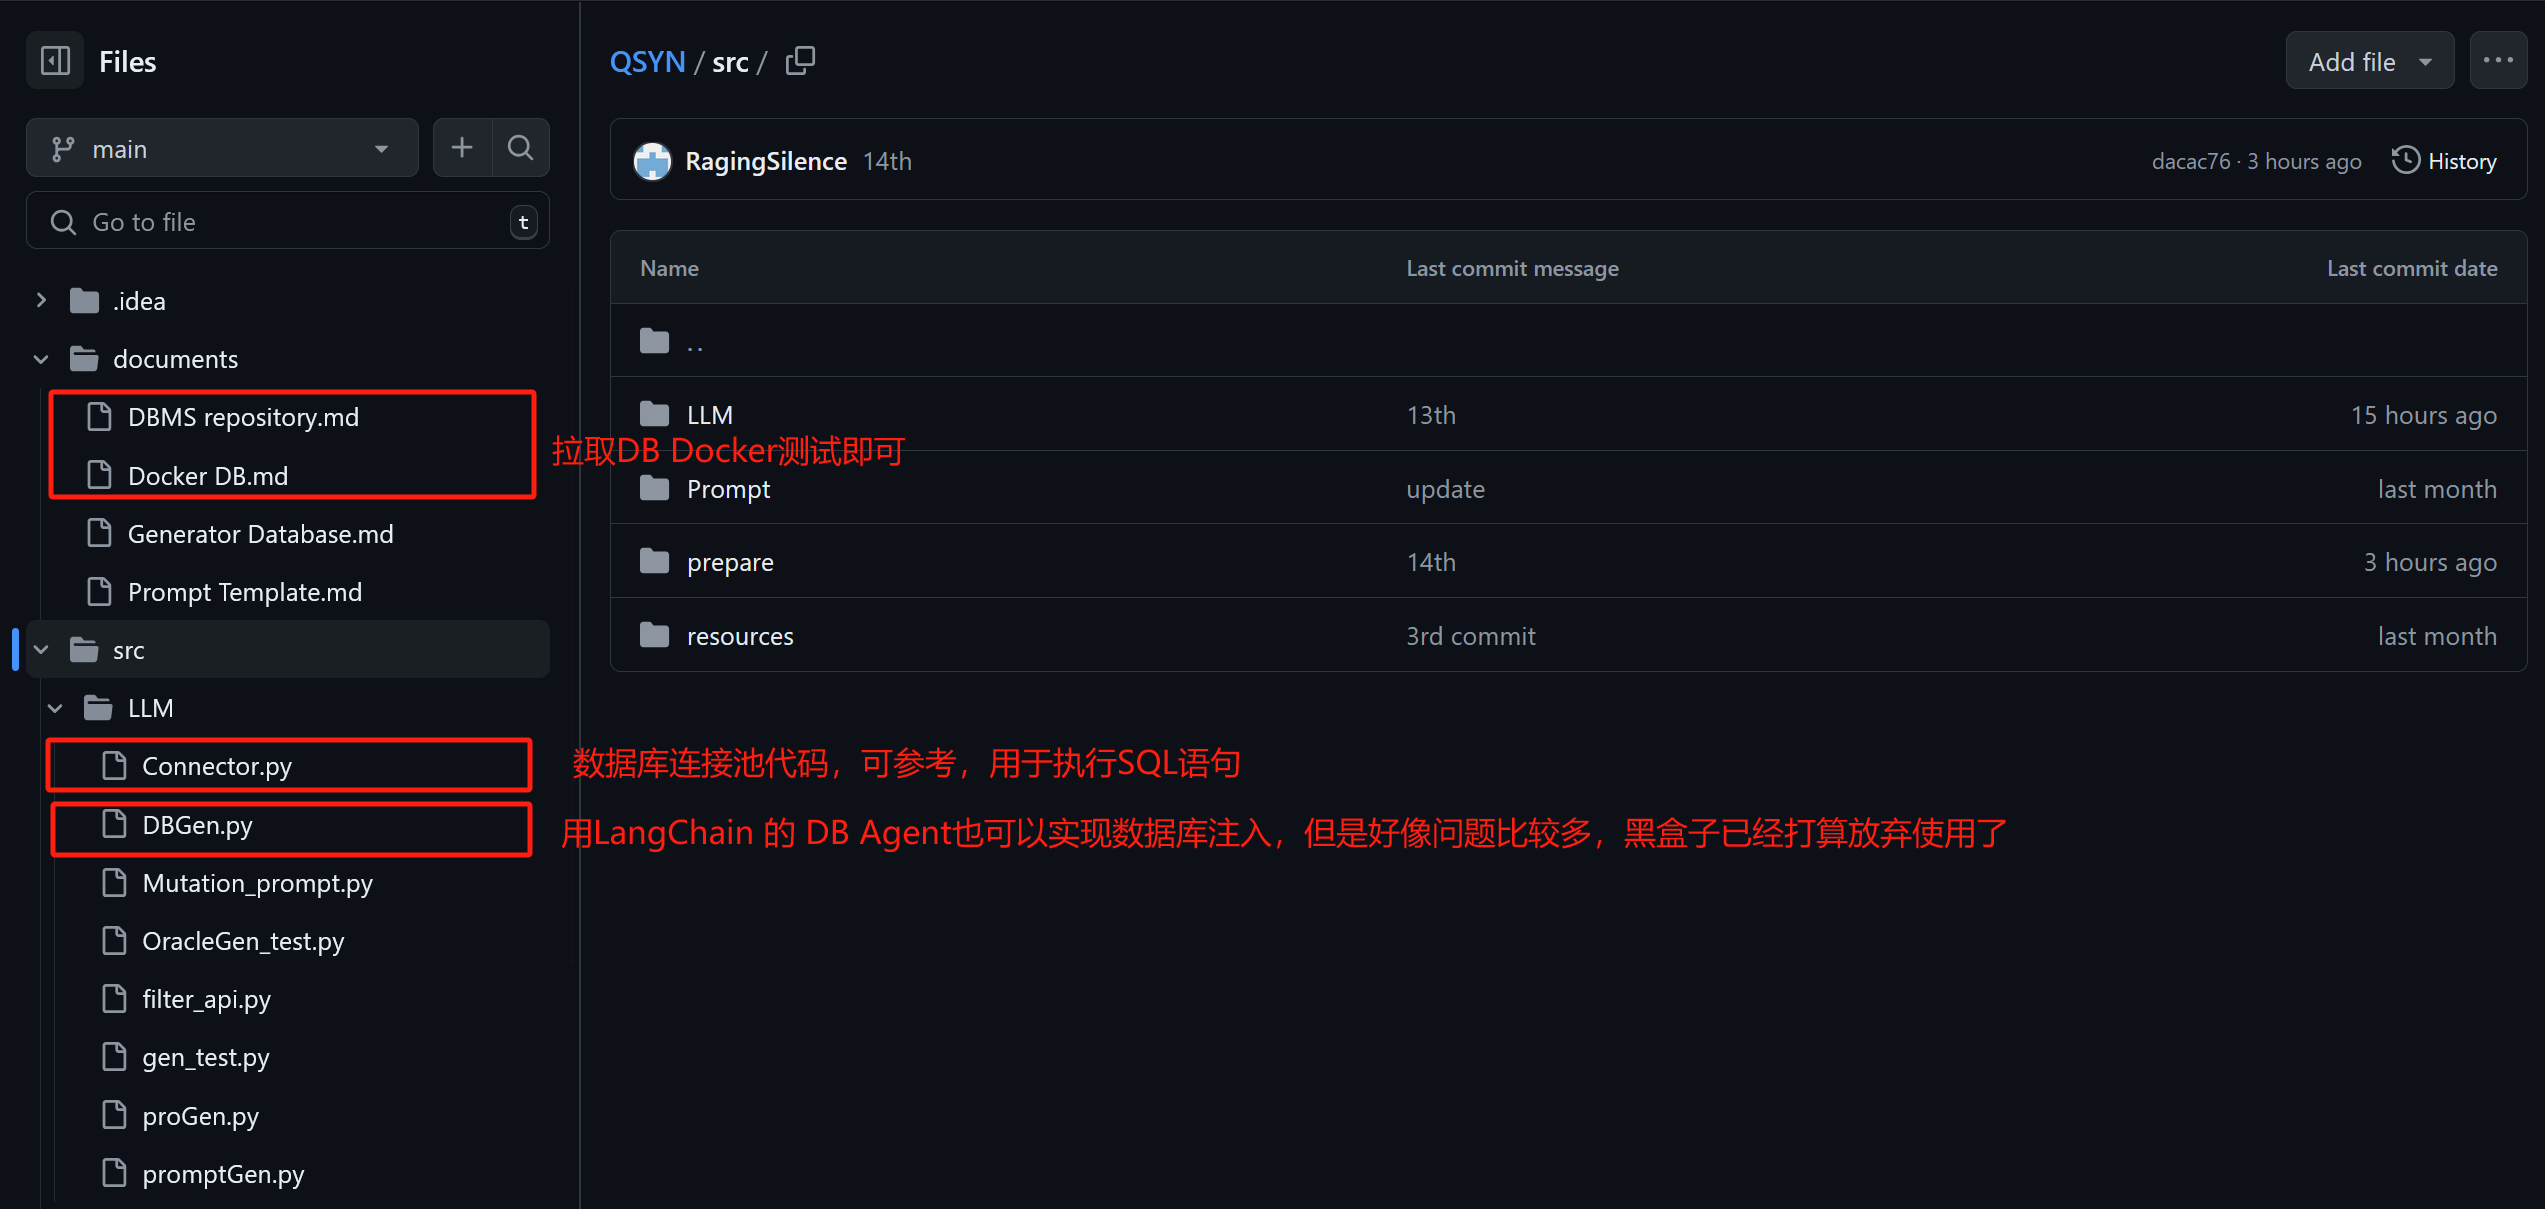 Files
main
Go to file
t
.idea
documents
DBMS repository.md
Docker DB.md
Generator Database.md
Prompt Template.md
src
LLM
Connector.py
DBGen.py
Mutation_prompt.py
OracleGen_test.py
filter_api.py
gen_test.py
proGen.py
promptGen.py
QSYN / src /
Add file
RagingSilence 14th
dacac76 · 3 hours ago
History
Name Last commit message Last commit date
..
LLM 13th 15 hours ago
拉取DB Docker测试即可
Prompt update last month
prepare 14th 3 hours ago
resources 3rd commit last month
数据库连接池代码，可参考，用于执行SQL语句
用LangChain 的 DB Agent也可以实现数据库注入，但是好像问题比较多，黑盒子已经打算放弃使用了